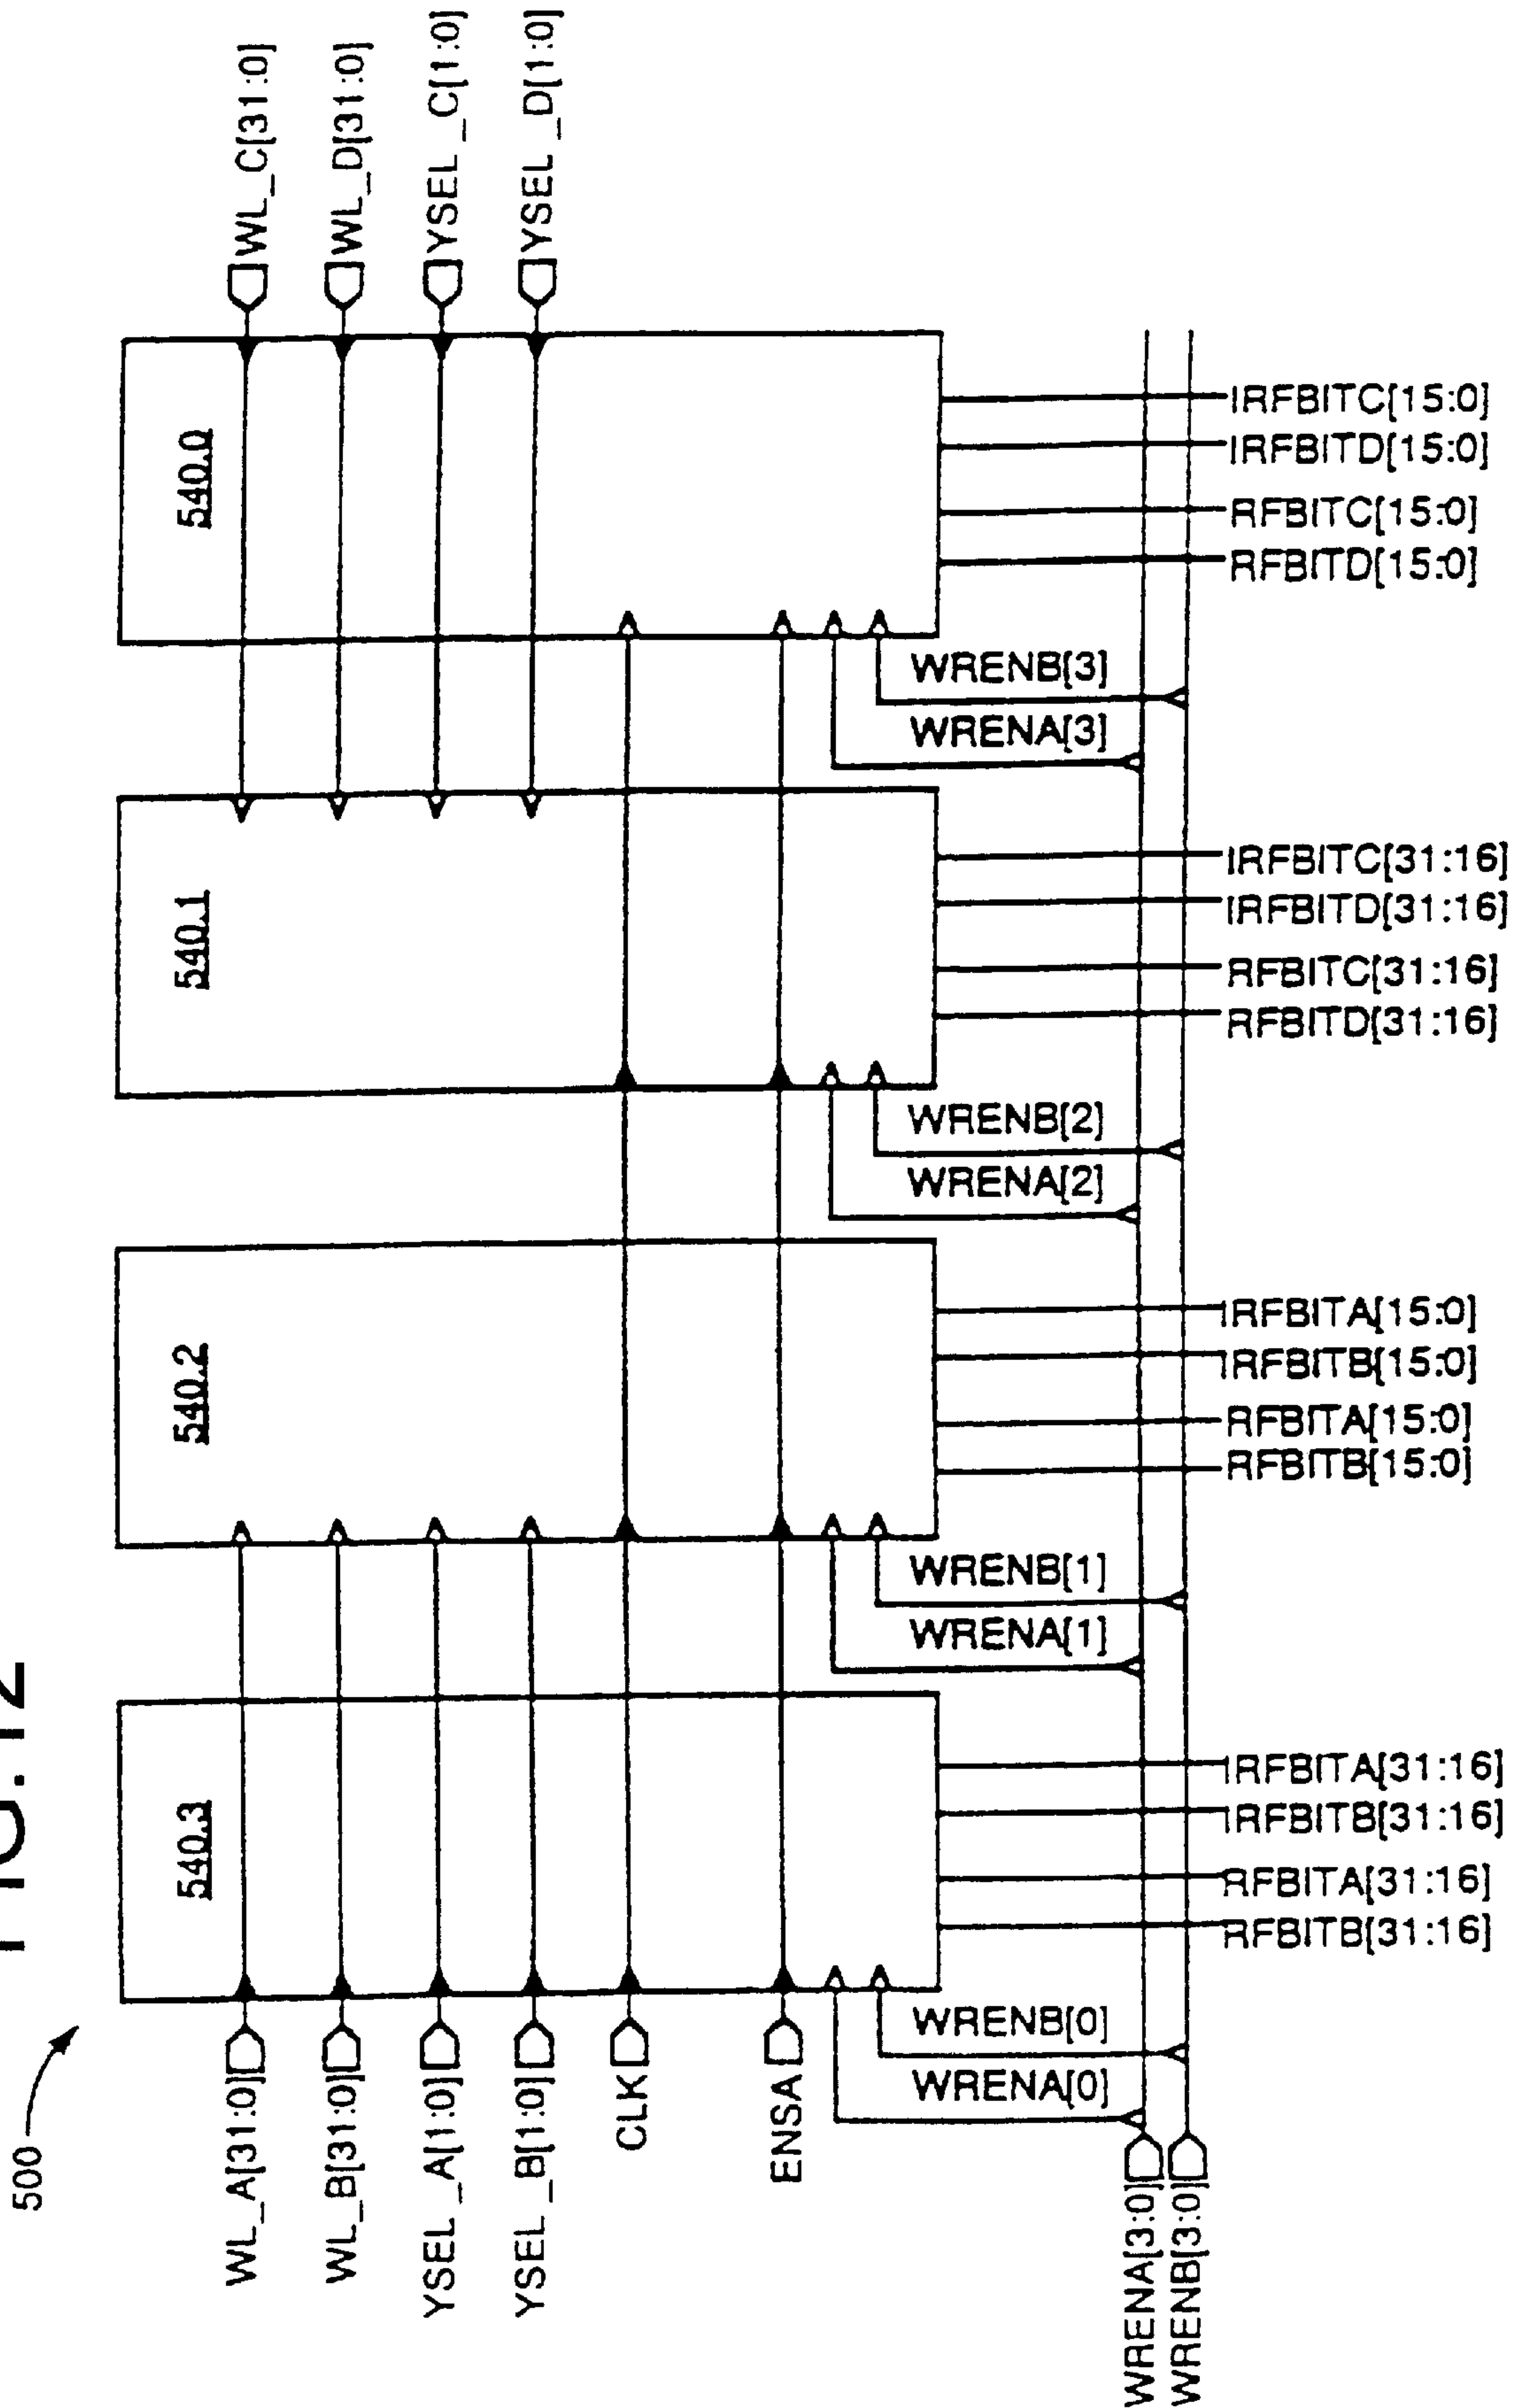 FIG. 12
500
540.3
540.2
540.1
540.0
WL_A[31:0]
WL_B[31:0]
YSEL_A[1:0]
YSEL_B[1:0]
CLK
ENSA
WL_C[31:0]
WL_D[31:0]
YSEL_C[1:0]
YSEL_D[1:0]
WRENB[0]
WRENA[0]
WRENB[1]
WRENA[1]
WRENB[2]
WRENA[2]
WRENB[3]
WRENA[3]
WRENA[3:0]
WRENB[3:0]
IRFBITA[31:16]
IRFBITB[31:16]
RFBITA[31:16]
RFBITB[31:16]
IRFBITA[15:0]
IRFBITB[15:0]
RFBITA[15:0]
RFBITB[15:0]
IRFBITC[31:16]
IRFBITD[31:16]
RFBITC[31:16]
RFBITD[31:16]
IRFBITC[15:0]
IRFBITD[15:0]
RFBITC[15:0]
RFBITD[15:0]